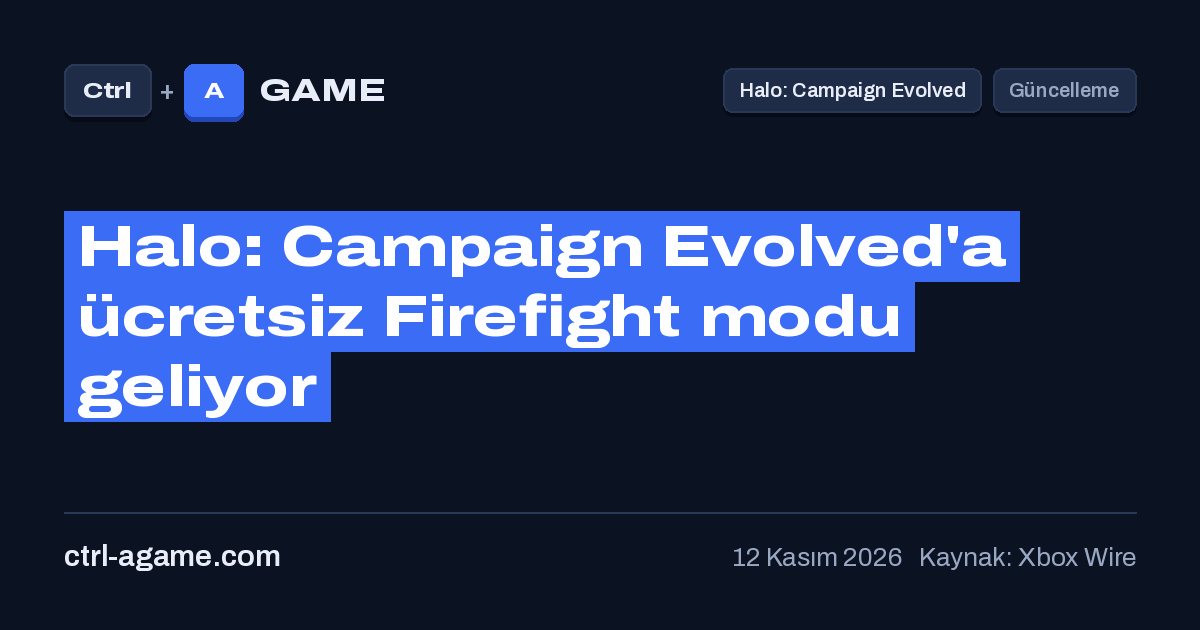 Ctrl + A GAME
Halo: Campaign Evolved Güncelleme
Halo: Campaign Evolved'a
ücretsiz Firefight modu
geliyor
ctrl-agame.com
12 Kasım 2026 Kaynak: Xbox Wire